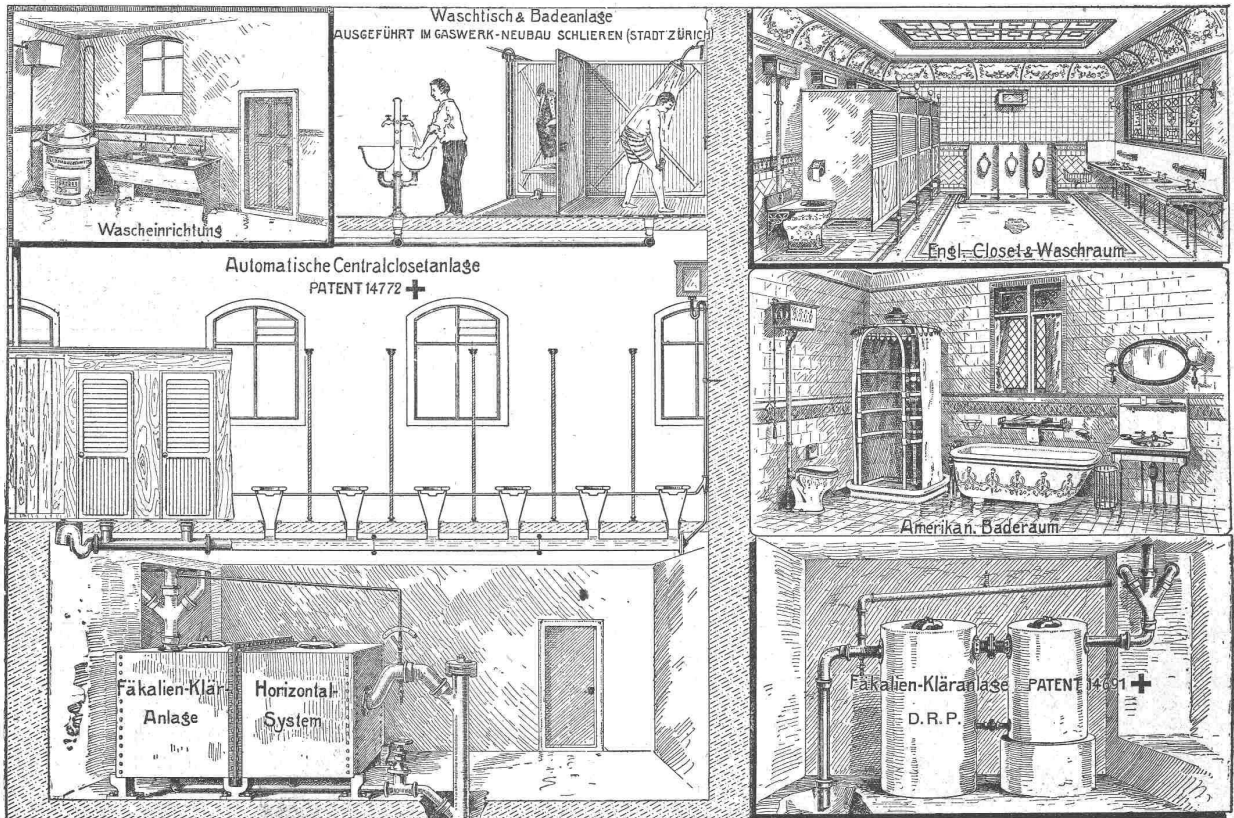 Wascheinrichtung
Waschtisch & Badeanlage
AUSGEFÜHRT IM GASWERK-NEUBAU SCHLIEREN (STADT ZÜRICH)
Automatische Centralclosetanlage
PATENT 14772
Fäkalien-Klär-
Anlage
Horizontal-
System
Engl. Closet & Waschraum
Amerikan. Baderaum
Fäkalien-Kläranlage PATENT 14691
D.R.P.